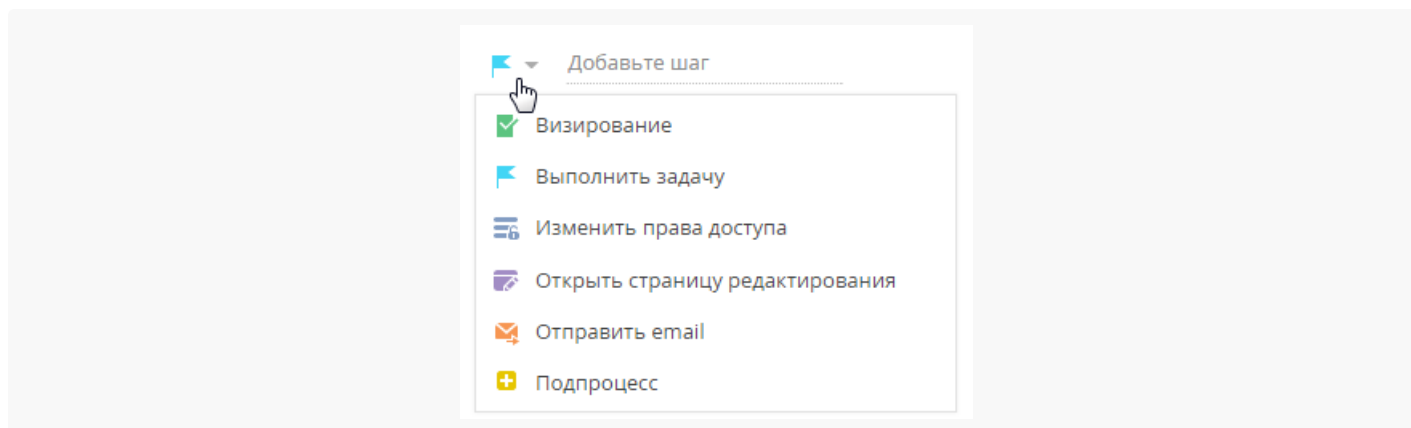 Добавьте шаг
Визирование
Выполнить задачу
Изменить права доступа
Открыть страницу редактирования
Отправить email
Подпроцесс